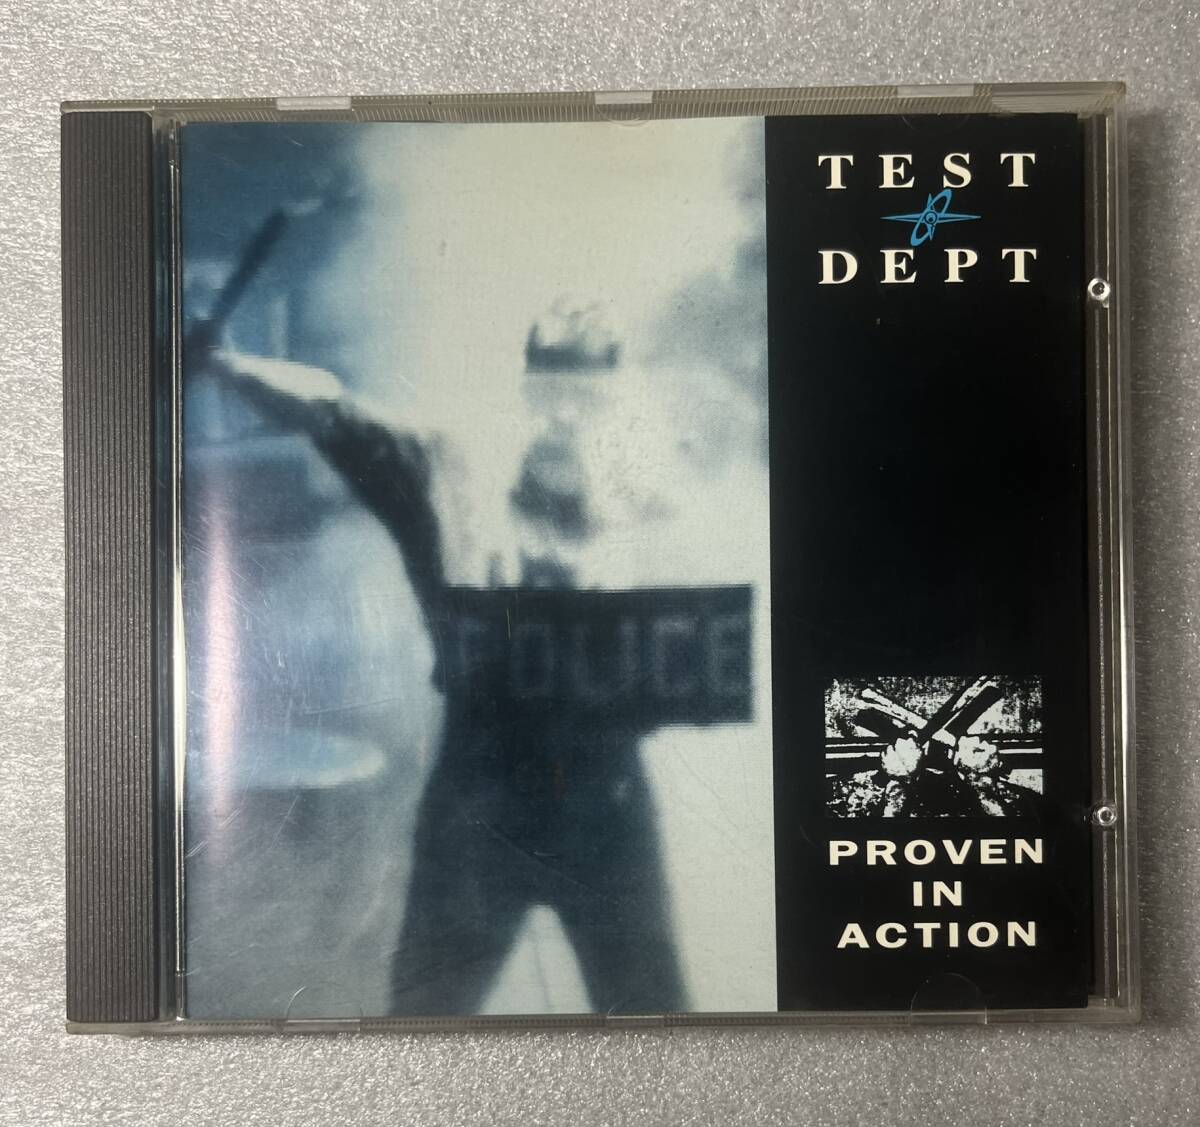 TEST
DEPT
POLICE
PROVEN
IN
ACTION